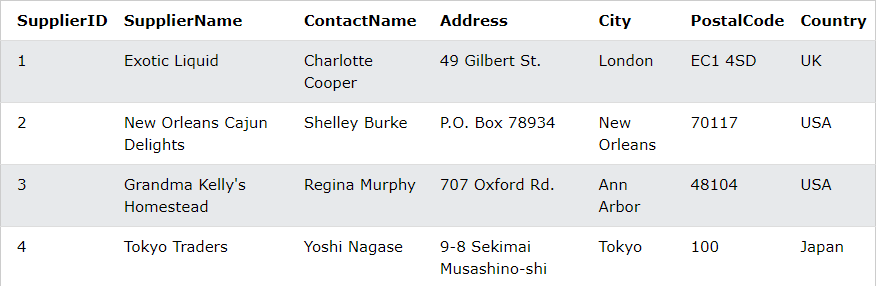 SupplierID SupplierName ContactName Address City PostalCode Country
1 Exotic Liquid Charlotte Cooper 49 Gilbert St. London EC1 4SD UK
2 New Orleans Cajun Delights Shelley Burke P.O. Box 78934 New Orleans 70117 USA
3 Grandma Kelly's Homestead Regina Murphy 707 Oxford Rd. Ann Arbor 48104 USA
4 Tokyo Traders Yoshi Nagase 9-8 Sekimai Musashino-shi Tokyo 100 Japan